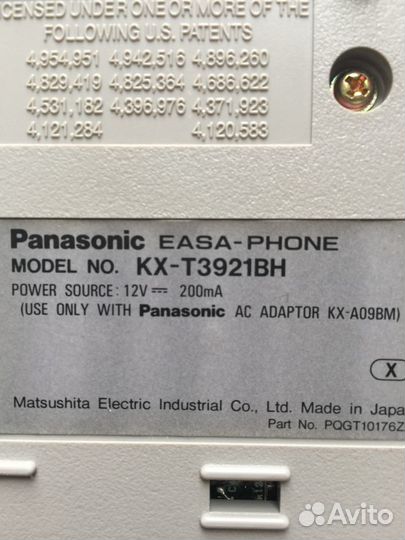 ICENSED UNDER ONE OR MORE OF THE
FOLLOWING U.S. PATENTS
4,954,951 4,942,516 4,896,260
4,829,419 4,825,364 4,686,622
4,531,182 4,396,976 4,371,923
4,121,284 4,120,583
Panasonic EASA-PHONE
MODEL NO. KX-T3921BH
POWER SOURCE: 12V ⎓ 200mA
(USE ONLY WITH Panasonic AC ADAPTOR KX-A09BM)
X
Matsushita Electric Industrial Co., Ltd. Made in Japa
Part No. PQGT10176Z
Avito